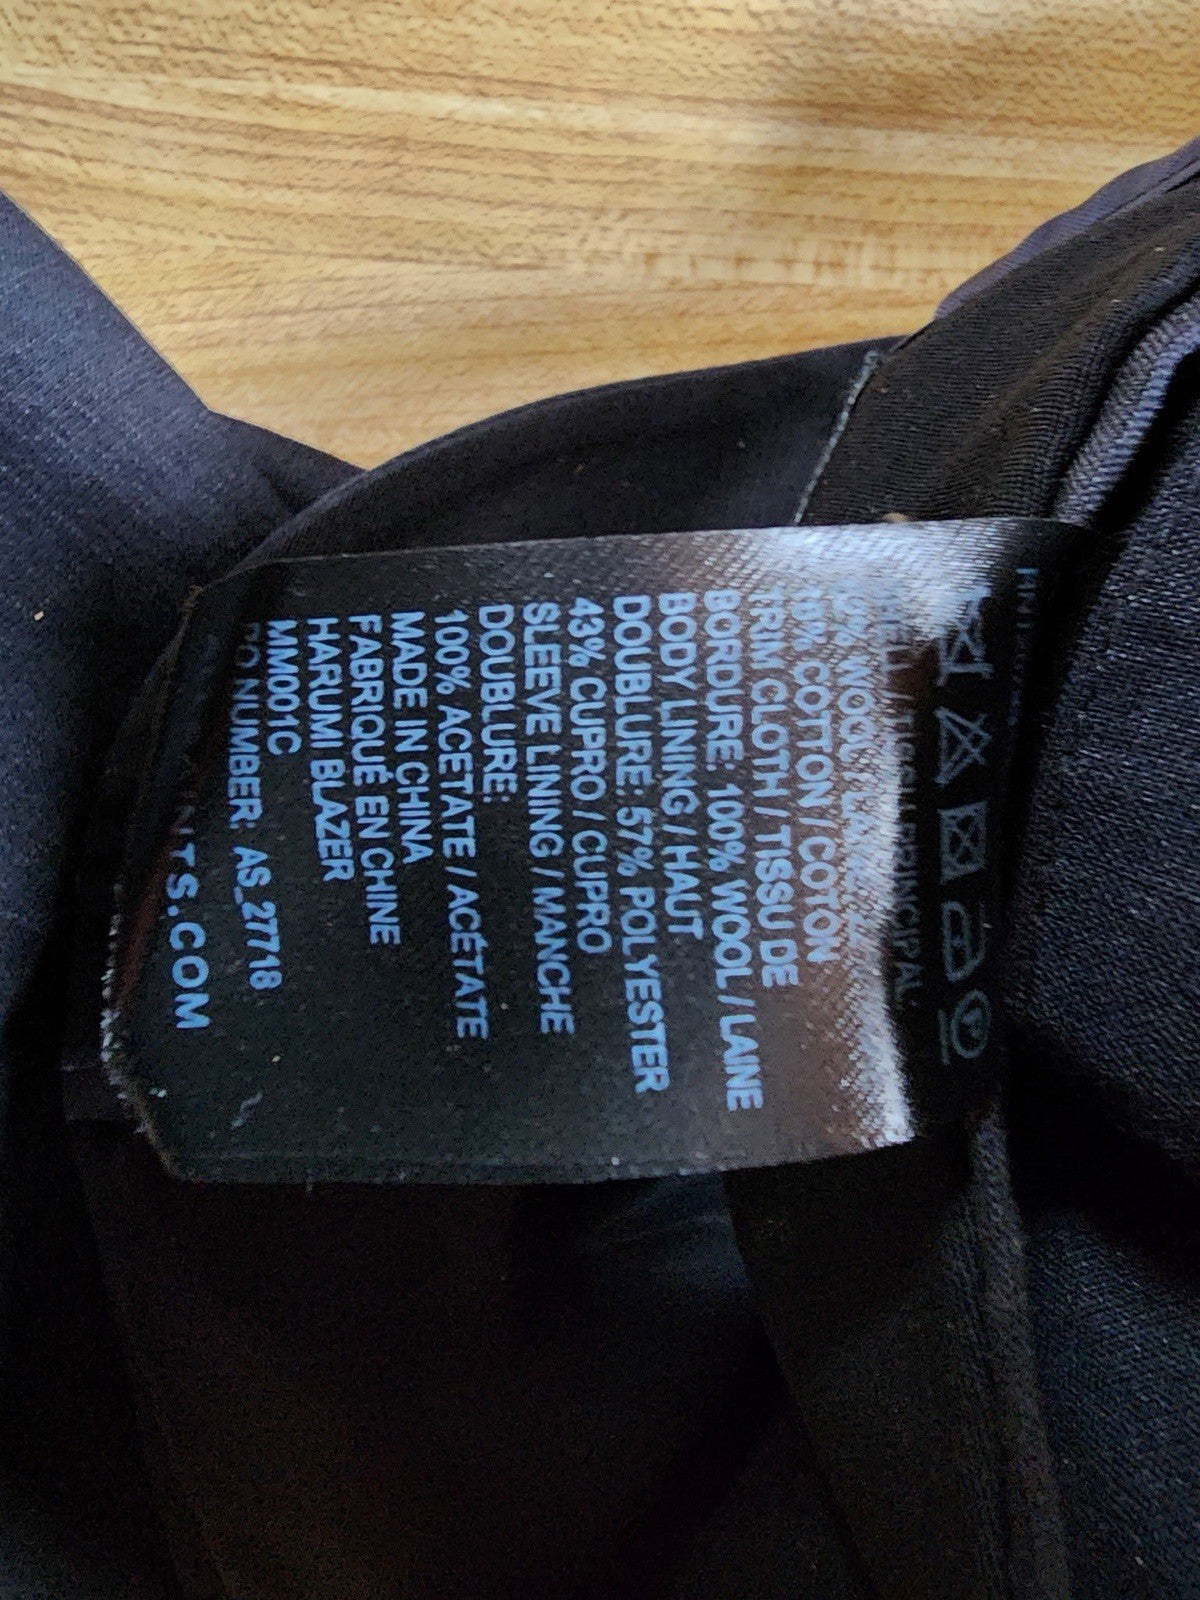 COTTON / COTON
TRIM CLOTH / TISSU DE
BORDURE: 100% WOOL / LAINE
BODY LINING / HAUT
DOUBLURE: 57% POLYESTER
43% CUPRO / CUPRO
SLEEVE LINING / MANCHE
DOUBLURE:
100% ACETATE / ACÉTATE
MADE IN CHINA
FABRIQUÉ EN CHINE
HARUMI BLAZER
MM001C
NUMBER: AS_27718